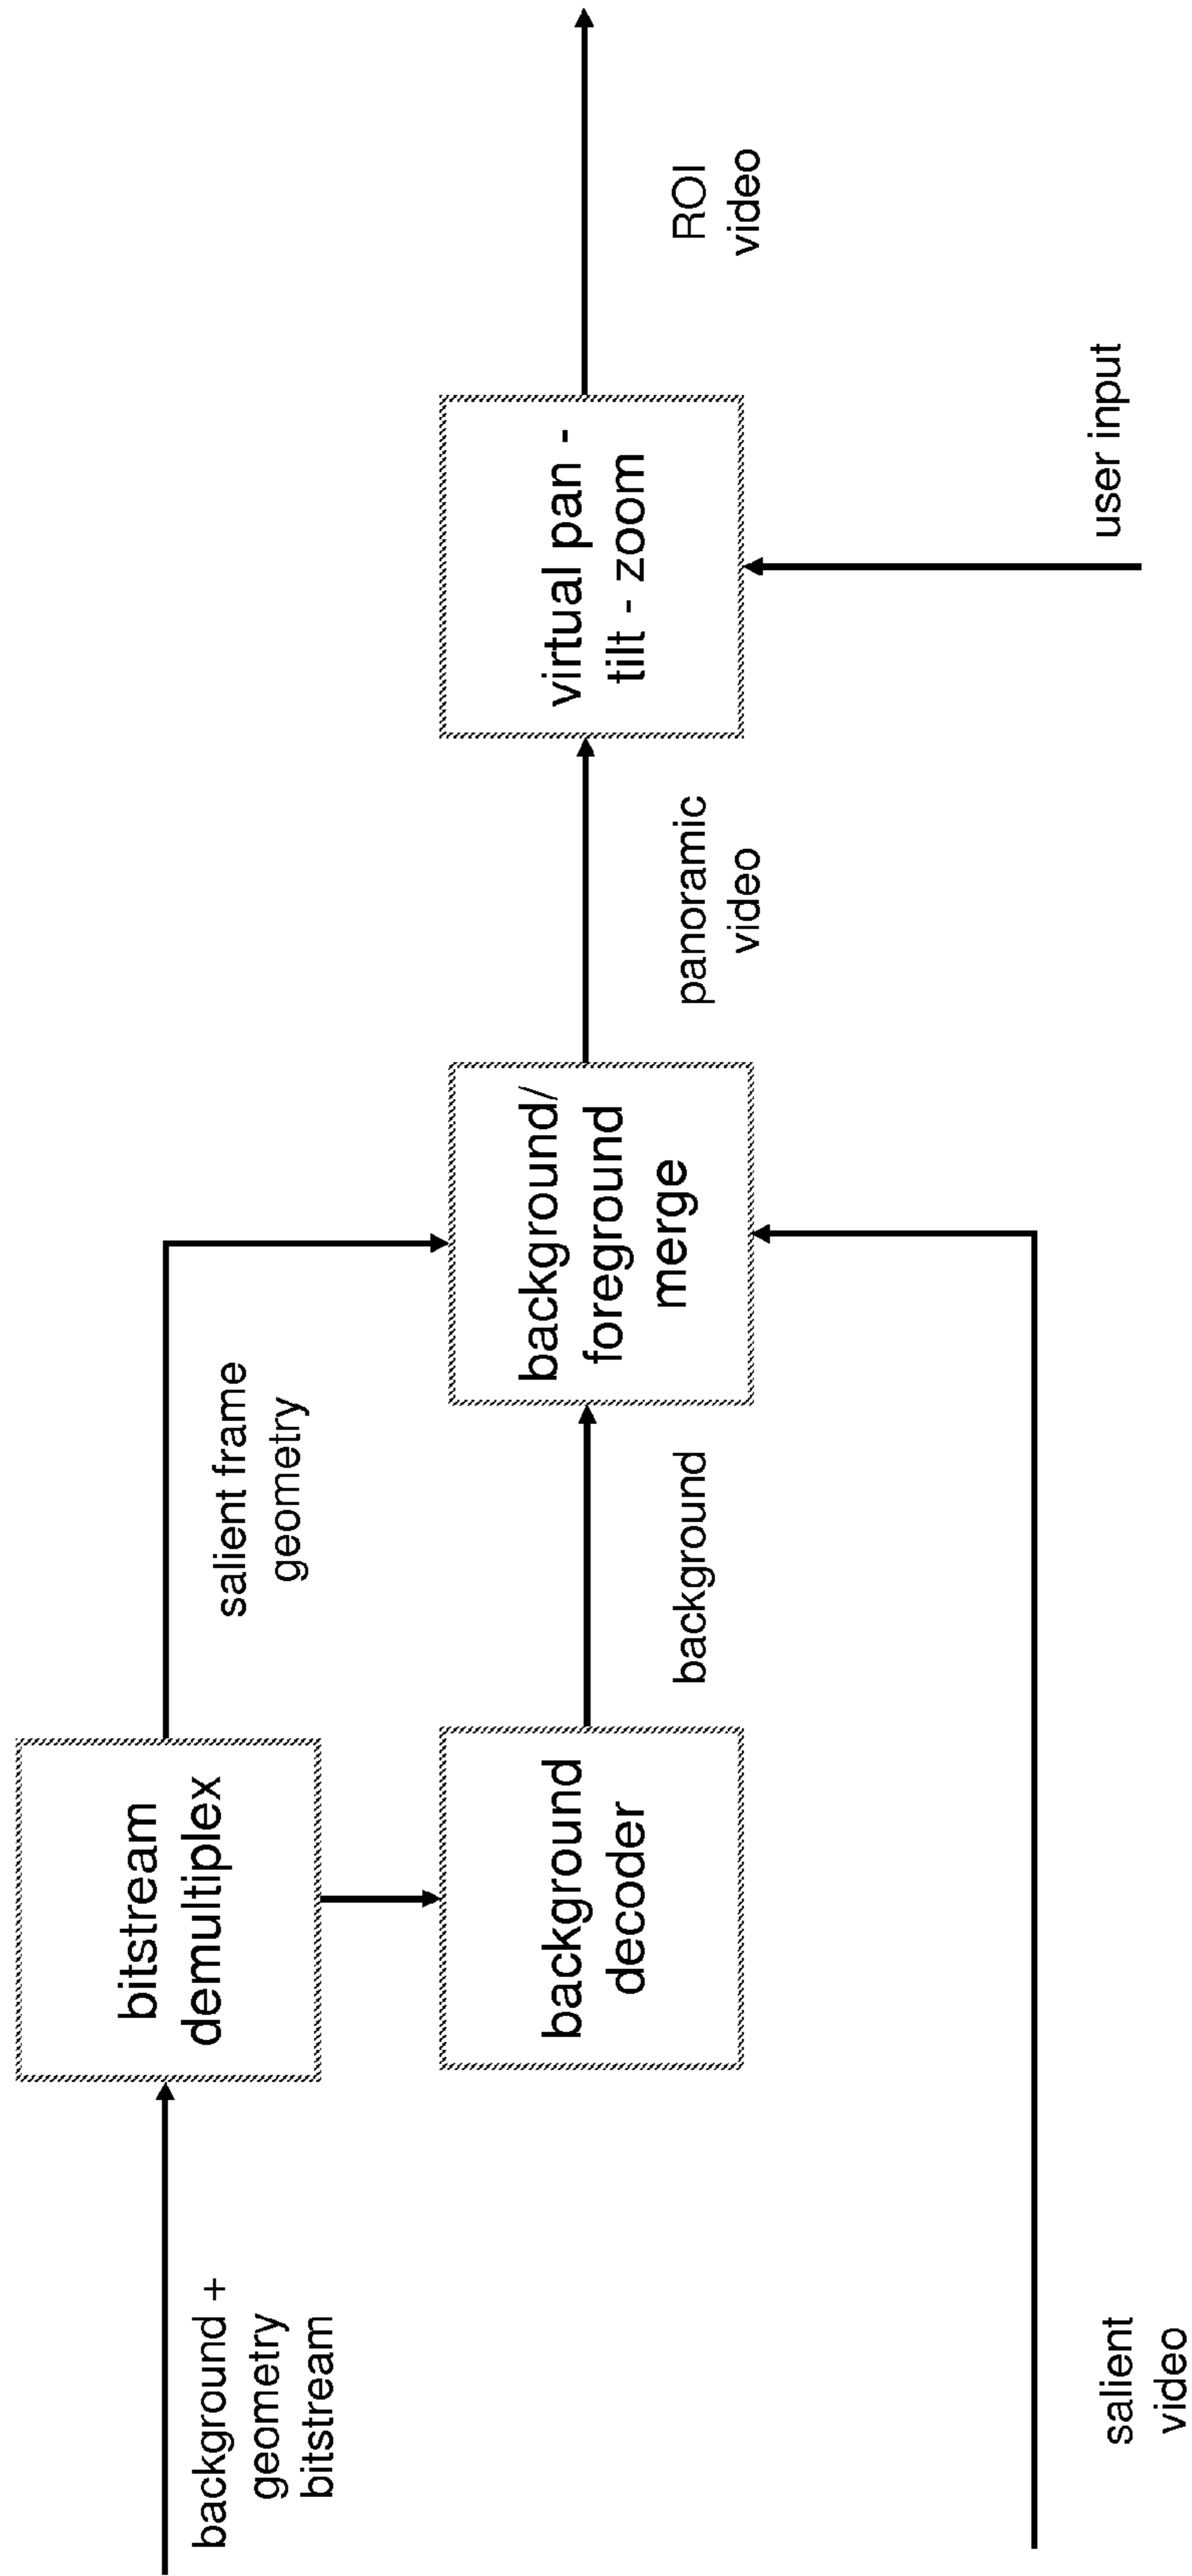 background +
geometry
bitstream
bitstream
demultiplex
salient frame
geometry
background
decoder
background
background/
foreground
merge
panoramic
video
virtual pan -
tilt - zoom
ROI
video
user input
salient
video